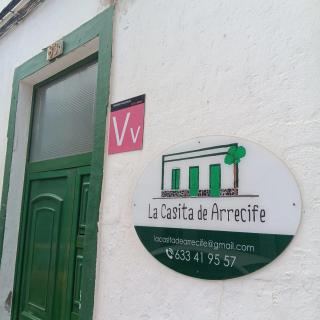 Vv
La Casita de Arrecife
lacasitadearrecife@gmail.com
633 41 95 57